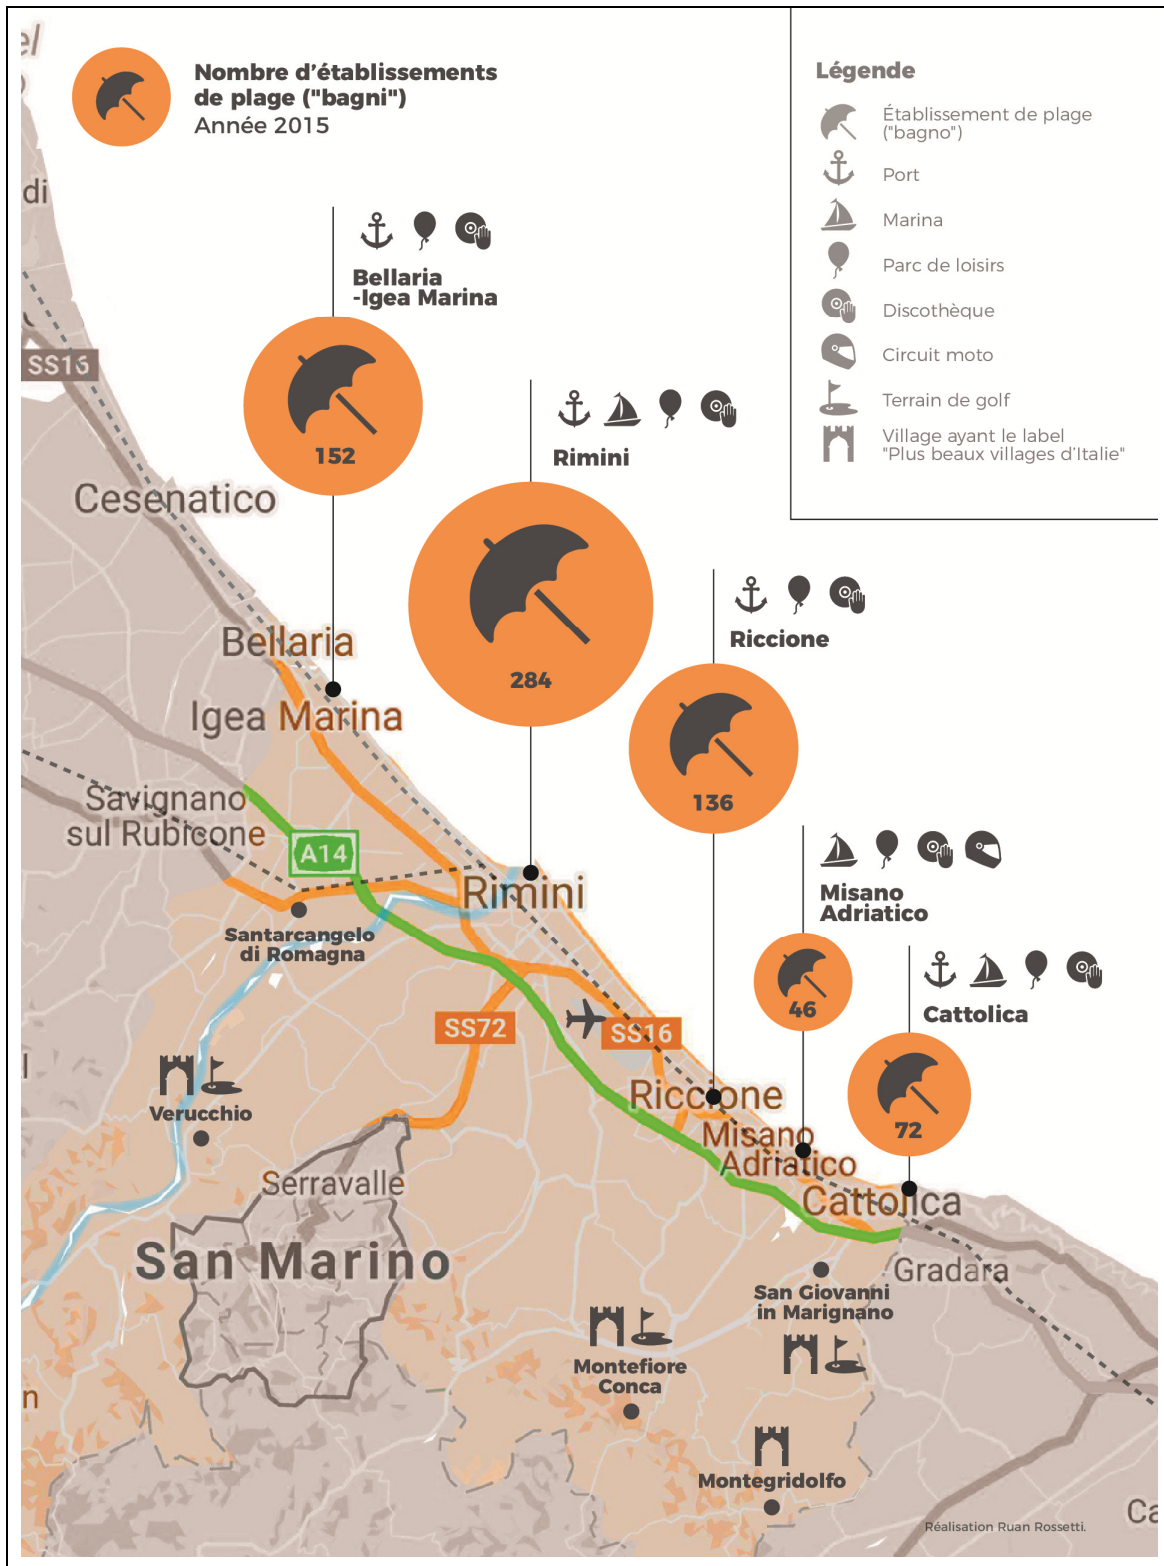 Nombre d'établissements
de plage ("bagni")
Année 2015
Légende
Établissement de plage
("bagno")
Port
Marina
Parc de loisirs
Discothèque
Circuit moto
Terrain de golf
Village ayant le label
"Plus beaux villages d'Italie"
el
di
Bellaria
-Igea Marina
SS16
152
Rimini
Cesenatico
284
Riccione
Bellaria
Igea Marina
136
Savignano
sul Rubicone
A14
Misano
Adriatico
Rimini
Santarcangelo
di Romagna
46
Cattolica
SS72
SS16
Riccione
Verucchio
72
Misano
Adriatico
Serravalle
Cattolica
San Marino
Gradara
San Giovanni
in Marignano
Montefiore
Conca
n
Montegridolfo
Ca
Réalisation Ruan Rossetti.